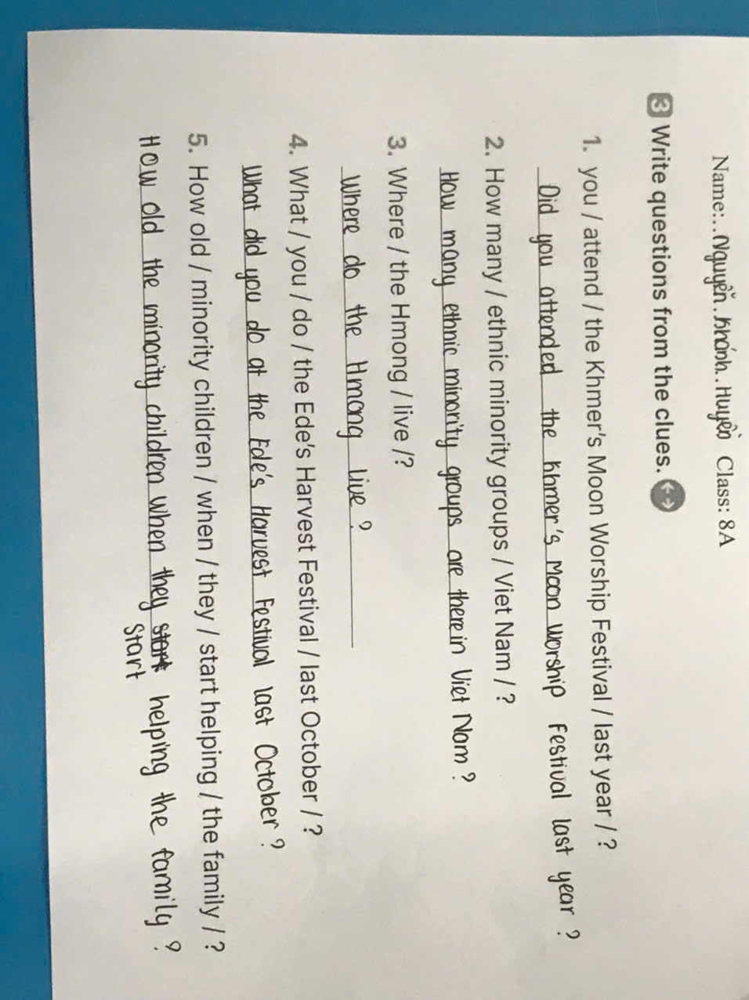 Name:..Nguyễn.Khánh..Huyền Class: 8A
3 Write questions from the clues.
1. you / attend / the Khmer's Moon Worship Festival / last year / ?
Did you attended the Khmer's Moon Worship Festival last year ?
2. How many / ethnic minority groups / Viet Nam / ?
How many ethnic minority groups are there in Viet Nam ?
3. Where / the Hmong / live /?
Where do the Hmong live ?
4. What / you / do / the Ede's Harvest Festival / last October / ?
What did you do at the Ede's Harvest Festival last October ?
5. How old / minority children / when / they / start helping / the family / ?
How old the minority children when they start helping the family ?
start